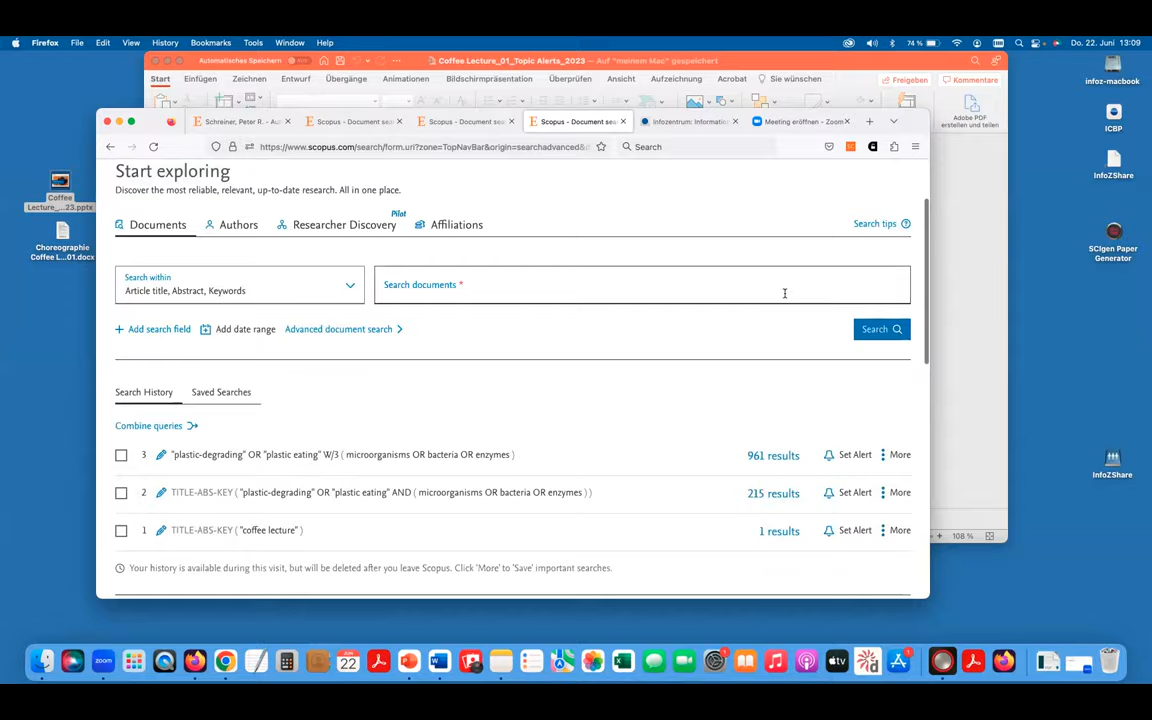 Firefox File Edit View History Bookmarks Tools Window Help 74 % Do. 22. Juni 13:09
Automatisches Speichern Coffee Lecture_01_Topic Alerts_2023 — Auf "meinem Mac" gespeichert
Start Einfügen Zeichnen Entwurf Übergänge Animationen Bildschirmpräsentation Überprüfen Ansicht Aufzeichnung Acrobat Sie wünschen Freigeben Kommentare
Adobe PDF
erstellen und teilen
infoz-macbook
ICBP
InfoZShare
SCIgen Paper
Generator
InfoZShare
Coffee
Lecture_...23.pptx
Choreographie
Coffee L...01.docx
Schreiner, Peter R. - Au Scopus - Document sea Scopus - Document sea Scopus - Document sea Infozentrum: Information Meeting eröffnen - Zoom
https://www.scopus.com/search/form.uri?zone=TopNavBar&origin=searchadvanced& Search
Start exploring
Discover the most reliable, relevant, up-to-date research. All in one place.
Pilot
Documents Authors Researcher Discovery Affiliations Search tips
Search within
Article title, Abstract, Keywords
Search documents *
Add search field Add date range Advanced document search Search
Search History Saved Searches
Combine queries
3 "plastic-degrading" OR "plastic eating" W/3 ( microorganisms OR bacteria OR enzymes ) 961 results Set Alert More
2 TITLE-ABS-KEY ( "plastic-degrading" OR "plastic eating" AND ( microorganisms OR bacteria OR enzymes ) ) 215 results Set Alert More
1 TITLE-ABS-KEY ( "coffee lecture" ) 1 results Set Alert More
Your history is available during this visit, but will be deleted after you leave Scopus. Click 'More' to 'Save' important searches.
108 %
zoom
JUN
22
tv